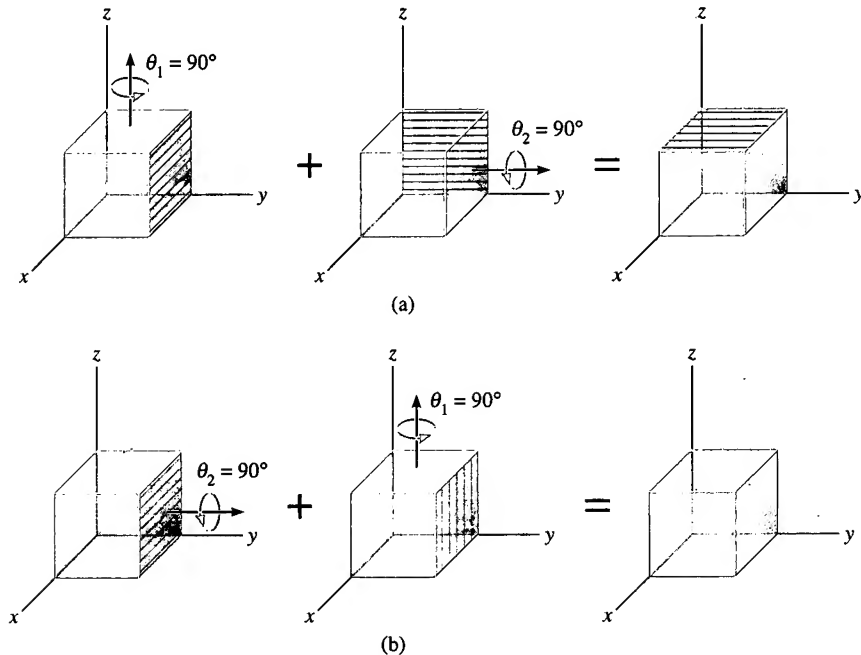 z z z
θ₁ = 90°
θ₂ = 90°
+ =
y y y
x x x
(a)
z z z
θ₁ = 90°
θ₂ = 90°
+ =
y y y
x x x
(b)